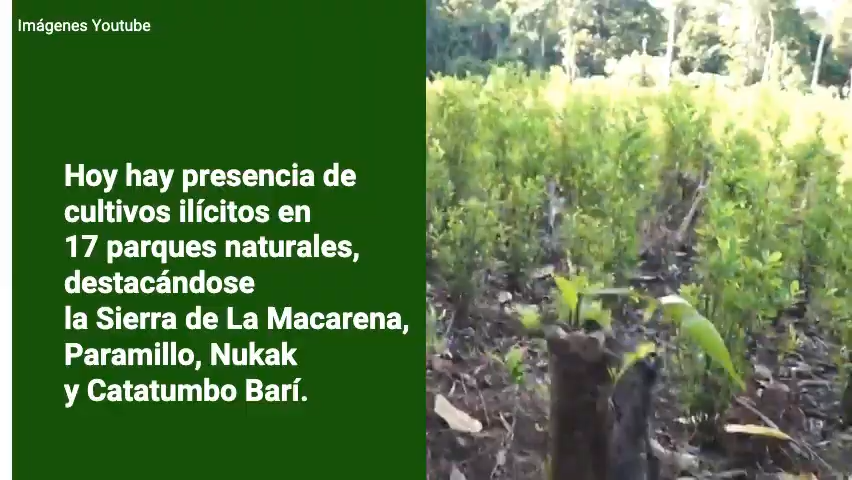 Imágenes Youtube
Hoy hay presencia de
cultivos ilícitos en
17 parques naturales,
destacándose
la Sierra de La Macarena,
Paramillo, Nukak
y Catatumbo Barí.